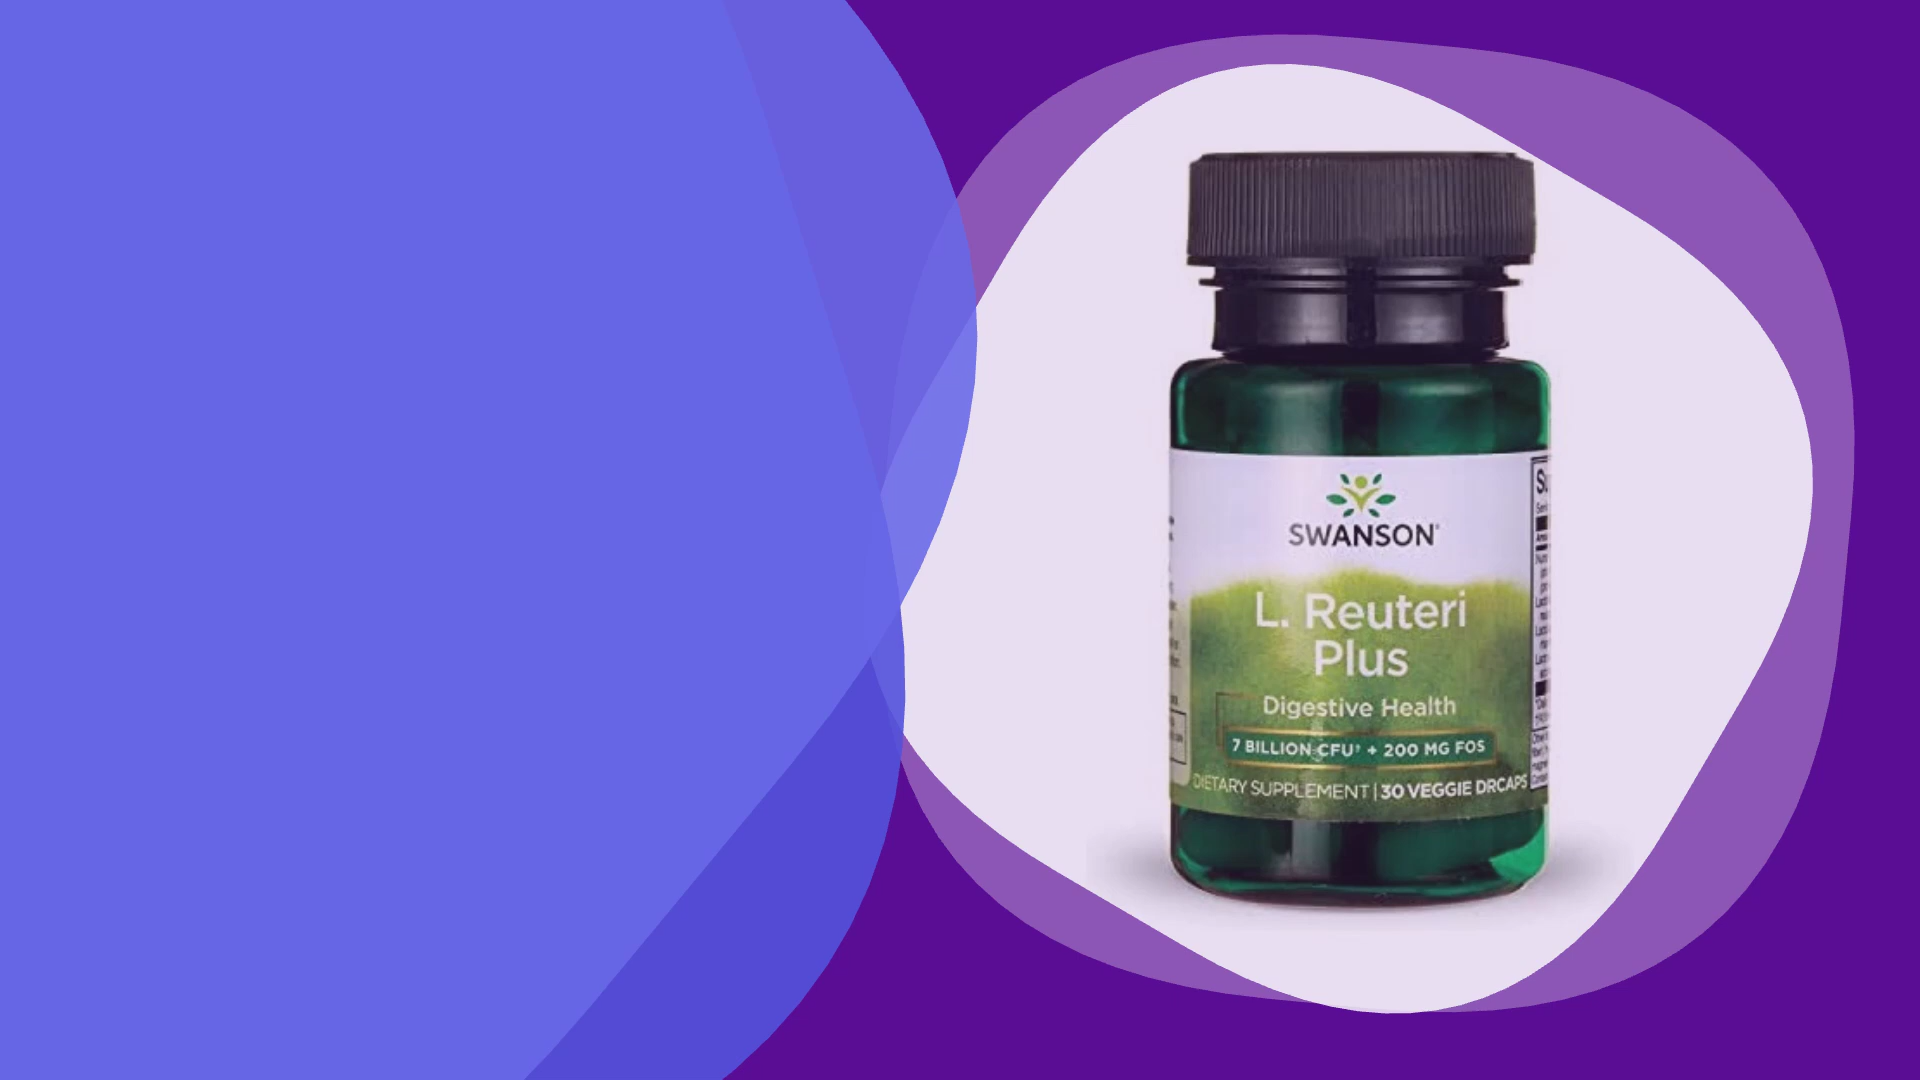 SWANSON®
L. Reuteri
Plus
Digestive Health
7 BILLION CFU† + 200 MG FOS
DIETARY SUPPLEMENT | 30 VEGGIE DRCAPS